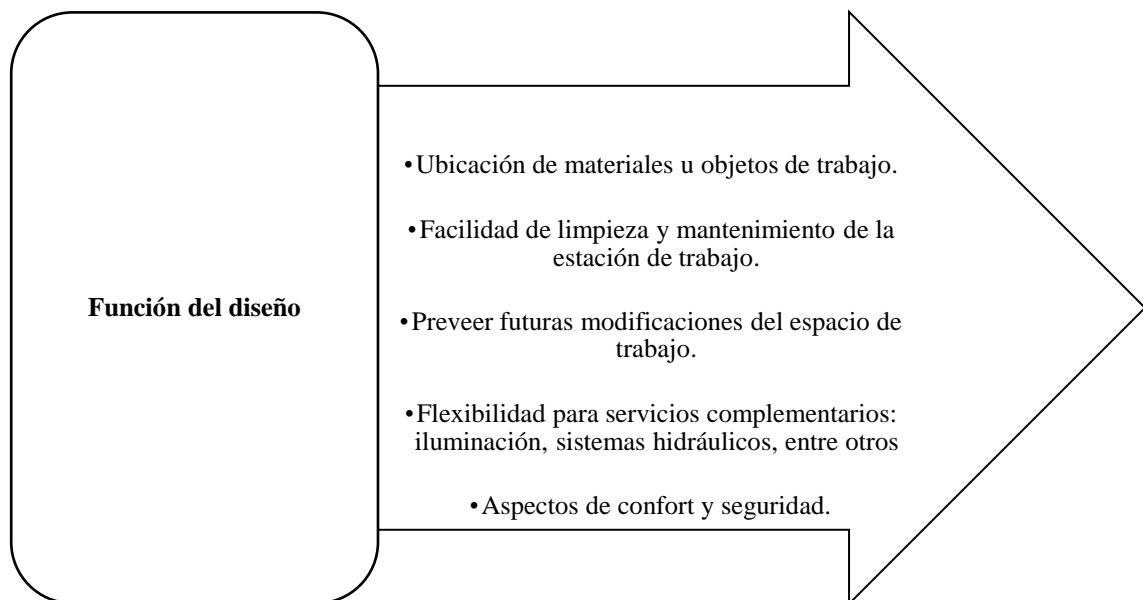 Función del diseño
•Ubicación de materiales u objetos de trabajo.
•Facilidad de limpieza y mantenimiento de la
estación de trabajo.
•Preveer futuras modificaciones del espacio de
trabajo.
•Flexibilidad para servicios complementarios:
iluminación, sistemas hidráulicos, entre otros
•Aspectos de confort y seguridad.